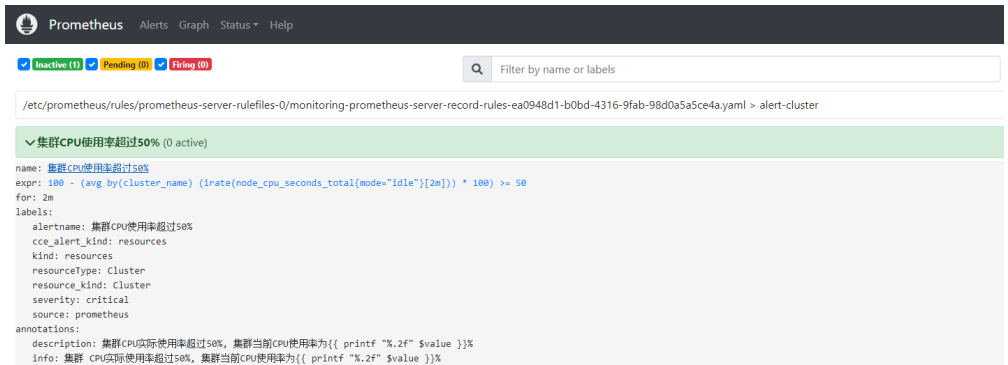 Prometheus Alerts Graph Status Help
Inactive (1) Pending (0) Firing (0) Filter by name or labels
/etc/prometheus/rules/prometheus-server-rulefiles-0/monitoring-prometheus-server-record-rules-ea0948d1-b0bd-4316-9fab-98d0a5a5ce4a.yaml > alert-cluster
集群CPU使用率超过50% (0 active)
name: 集群CPU使用率超过50%
expr: 100 - (avg by(cluster_name) (irate(node_cpu_seconds_total{mode="idle"}[2m])) * 100) >= 50
for: 2m
labels:
alertname: 集群CPU使用率超过50%
cce_alert_kind: resources
kind: resources
resourceType: Cluster
resource_kind: Cluster
severity: critical
source: prometheus
annotations:
description: 集群CPU实际使用率超过50%, 集群当前CPU使用率为{{ printf "%.2f" $value }}%
info: 集群 CPU实际使用率超过50%, 集群当前CPU使用率为{{ printf "%.2f" $value }}%